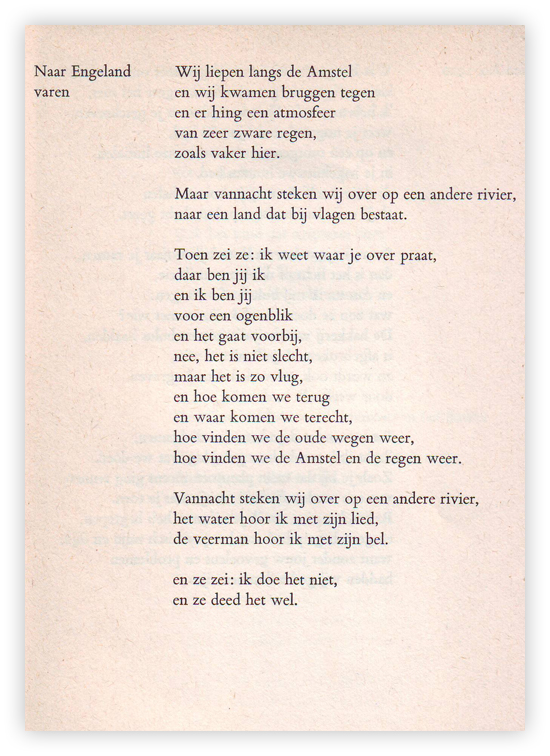 Naar Engeland
varen
Wij liepen langs de Amstel
en wij kwamen bruggen tegen
en er hing een atmosfeer
van zeer zware regen,
zoals vaker hier.
Maar vannacht steken wij over op een andere rivier,
naar een land dat bij vlagen bestaat.
Toen zei ze: ik weet waar je over praat,
daar ben jij ik
en ik ben jij
voor een ogenblik
en het gaat voorbij,
nee, het is niet slecht,
maar het is zo vlug,
en hoe komen we terug
en waar komen we terecht,
hoe vinden we de oude wegen weer,
hoe vinden we de Amstel en de regen weer.
Vannacht steken wij over op een andere rivier,
het water hoor ik met zijn lied,
de veerman hoor ik met zijn bel.
en ze zei: ik doe het niet,
en ze deed het wel.